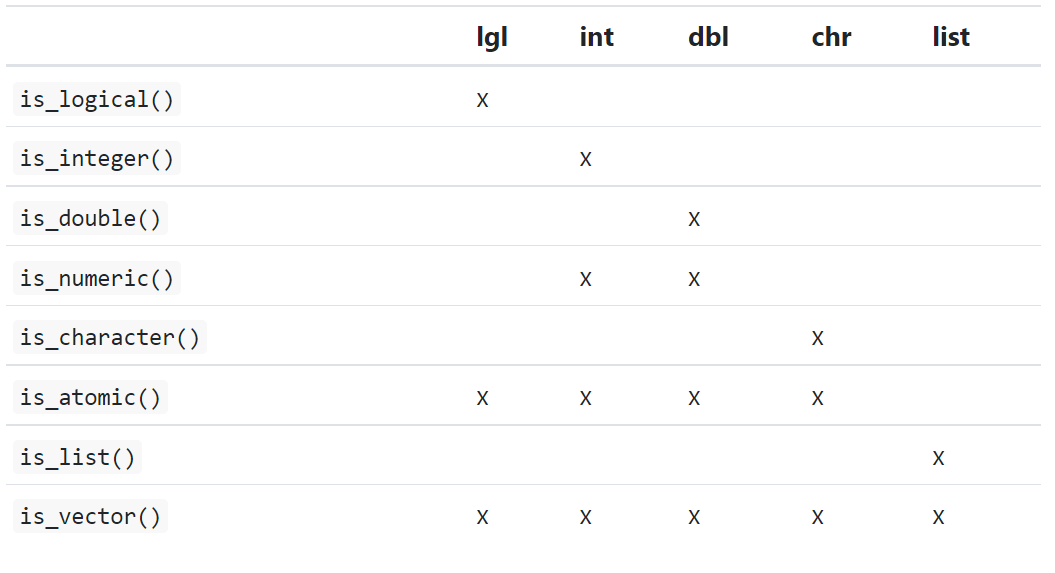 lgl int dbl chr list
is_logical() x
is_integer() x
is_double() x
is_numeric() x x
is_character() x
is_atomic() x x x x
is_list() x
is_vector() x x x x x